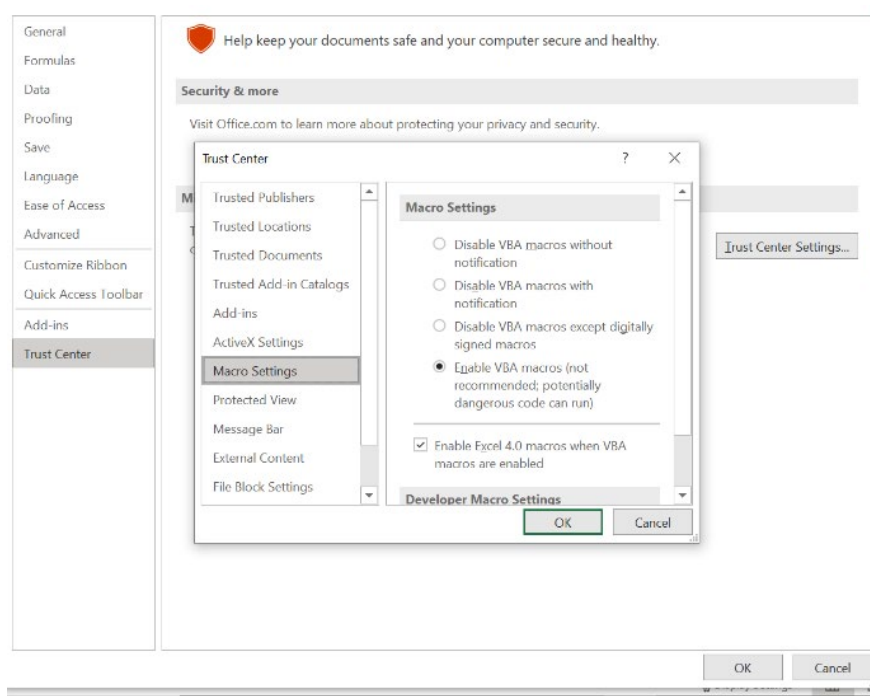 General
Formulas
Data
Proofing
Save
Language
Ease of Access
Advanced
Customize Ribbon
Quick Access Toolbar
Add-ins
Trust Center
Help keep your documents safe and your computer secure and healthy.
Security & more
Visit Office.com to learn more about protecting your privacy and security.
Trust Center Settings...
Trust Center
?
Trusted Publishers
Trusted Locations
Trusted Documents
Trusted Add-in Catalogs
Add-ins
ActiveX Settings
Macro Settings
Protected View
Message Bar
External Content
File Block Settings
Macro Settings
Disable VBA macros without
notification
Disable VBA macros with
notification
Disable VBA macros except digitally
signed macros
Enable VBA macros (not
recommended; potentially
dangerous code can run)
Enable Excel 4.0 macros when VBA
macros are enabled
Developer Macro Settings
OK
Cancel
OK
Cancel